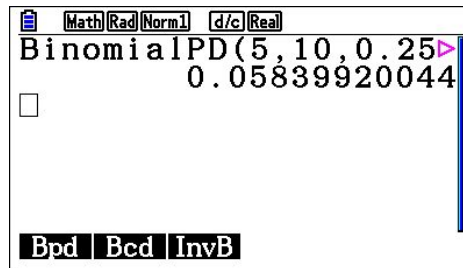 Math Rad Norm1 d/c Real
BinomialPD(5,10,0.25
0.05839920044
Bpd Bcd InvB